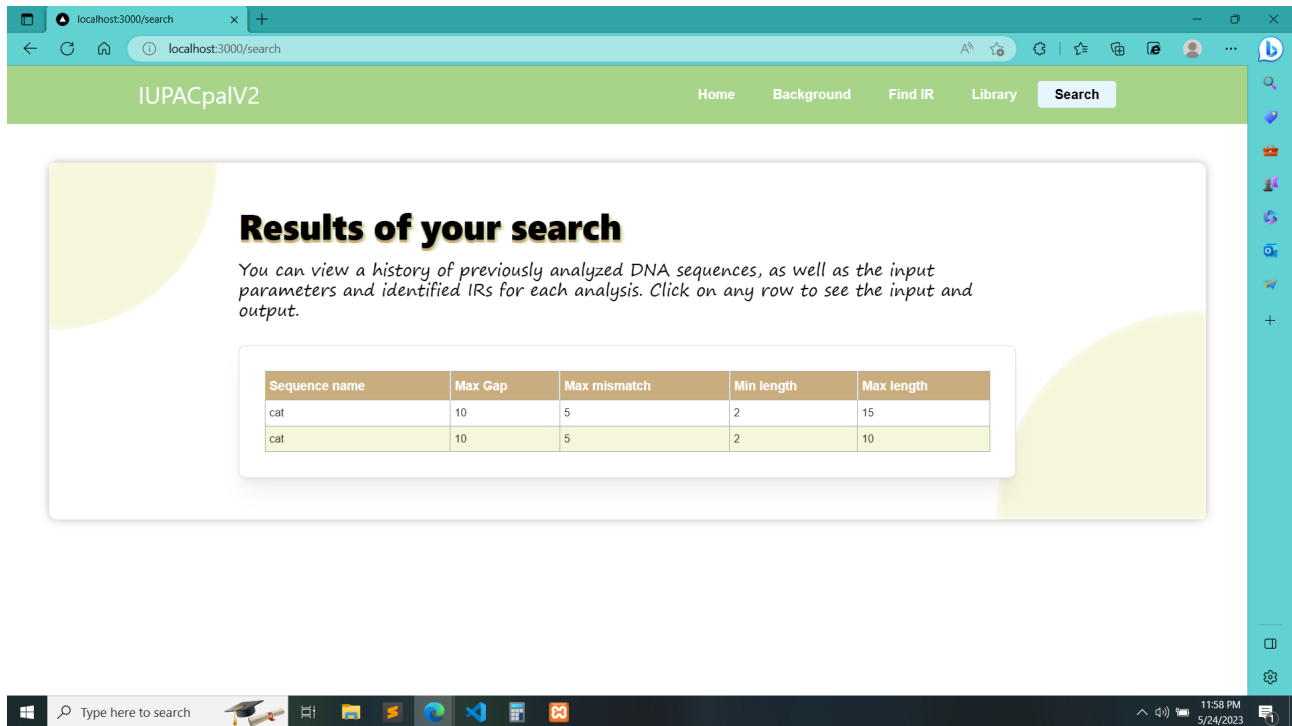 localhost:3000/search
localhost:3000/search
IUPACpalV2
Home Background Find IR Library Search
Results of your search
You can view a history of previously analyzed DNA sequences, as well as the input
parameters and identified IRs for each analysis. Click on any row to see the input and
output.
Sequence name Max Gap Max mismatch Min length Max length
cat 10 5 2 15
cat 10 5 2 10
Type here to search
11:58 PM
5/24/2023
1